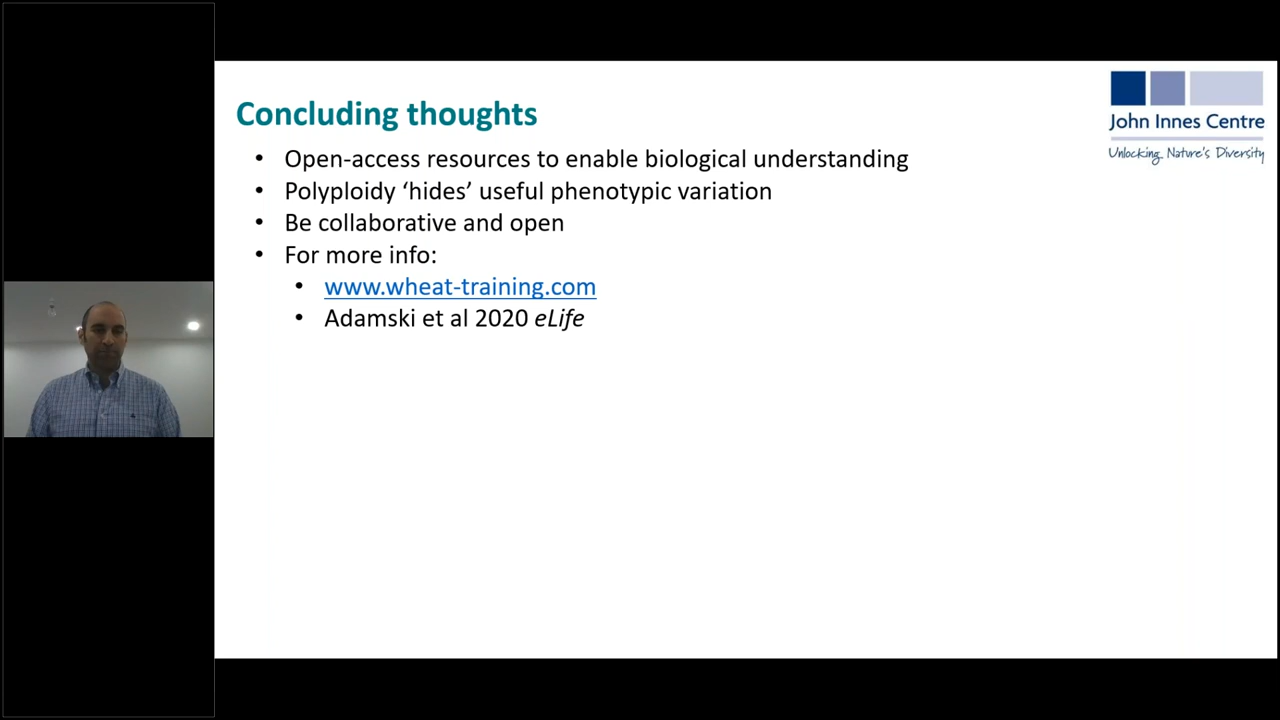 Concluding thoughts
• Open-access resources to enable biological understanding
• Polyploidy ‘hides’ useful phenotypic variation
• Be collaborative and open
• For more info:
• www.wheat-training.com
• Adamski et al 2020 eLife
John Innes Centre
Unlocking Nature's Diversity